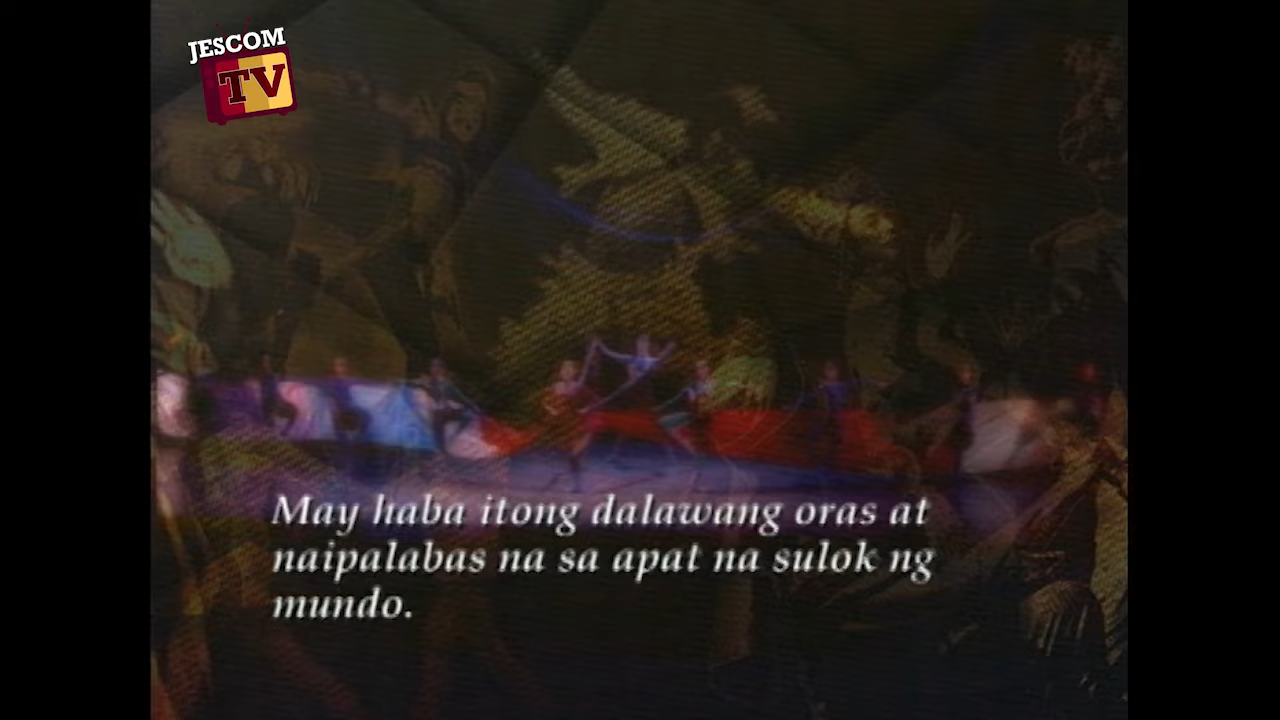 JESCOM
TV
May haba itong dalawang oras at
naipalabas na sa apat na sulok ng
mundo.